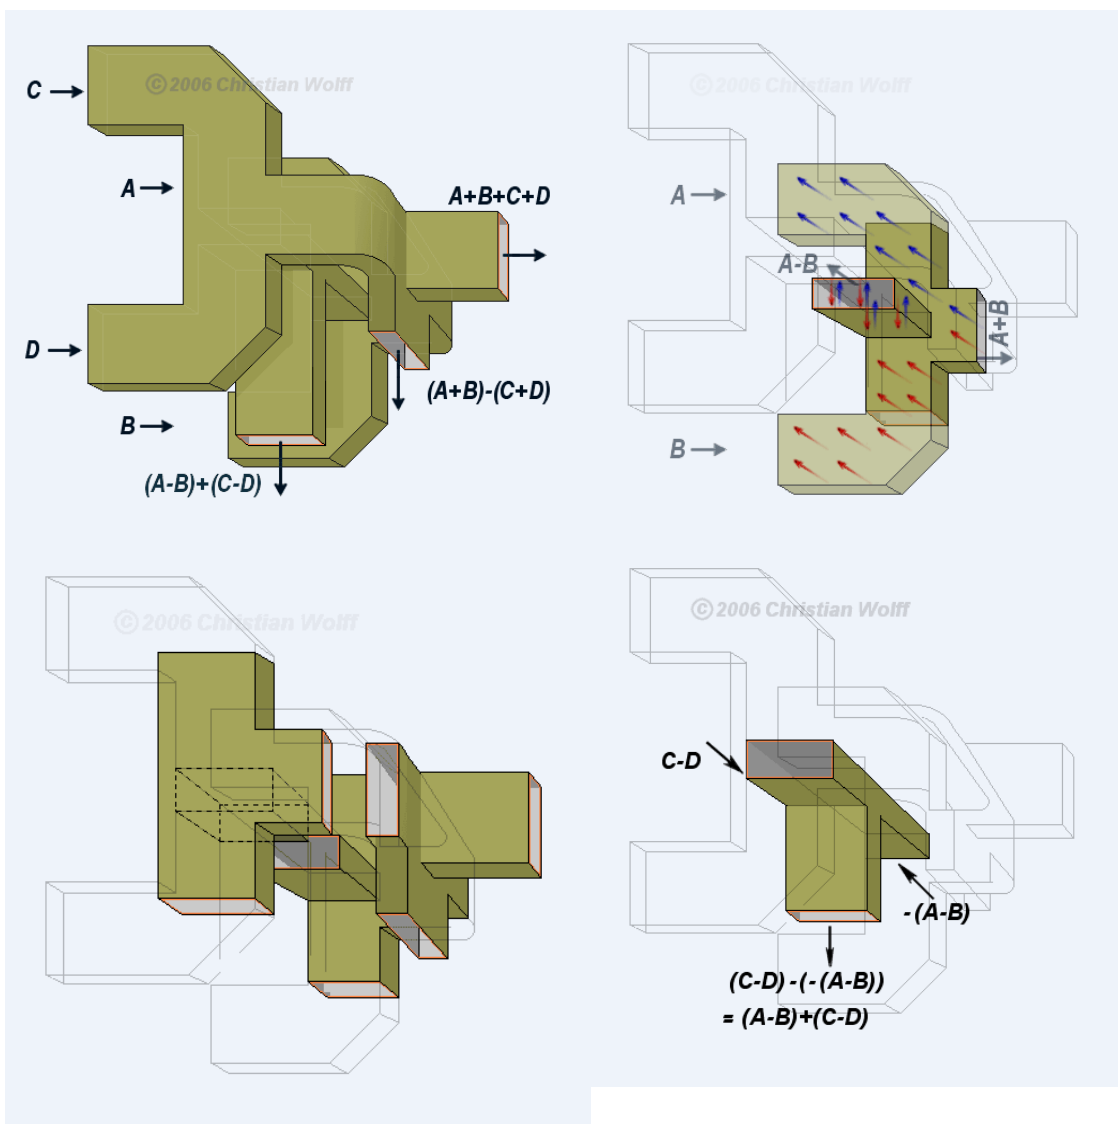 © 2006 Christian Wolff
C
A
A+B+C+D
D
(A+B)-(C+D)
B
(A-B)+(C-D)
© 2006 Christian Wolff
A
A-B
A+B
B
© 2006 Christian Wolff
© 2006 Christian Wolff
C-D
-(A-B)
(C-D)-(-(A-B))
= (A-B)+(C-D)